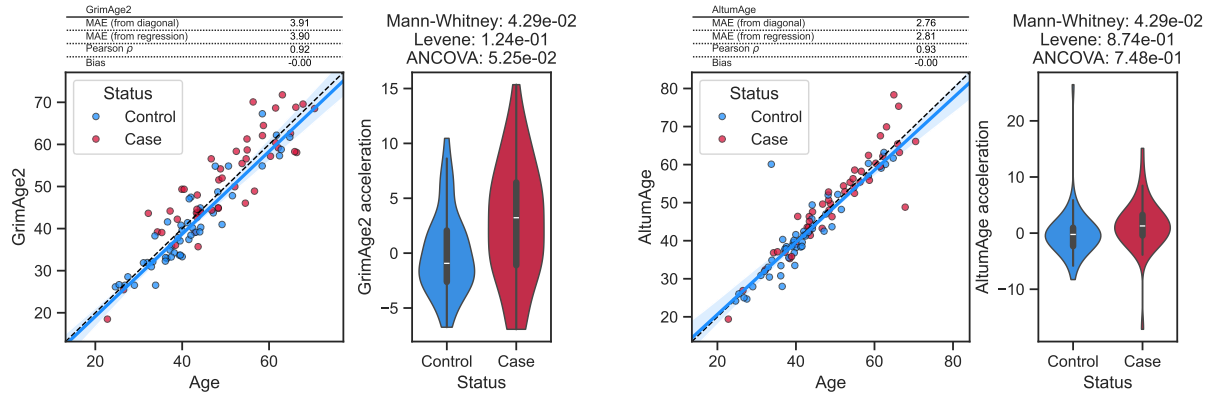 GrimAge2
MAE (from diagonal) 3.91
MAE (from regression) 3.90
Pearson ρ 0.92
Bias -0.00
Mann-Whitney: 4.29e-02
Levene: 1.24e-01
ANCOVA: 5.25e-02
Status
Control
Case
70
60
50
40
30
20
GrimAge2
20 40 60
Age
15
10
5
0
−5
GrimAge2 acceleration
Control Case
Status
AltumAge
MAE (from diagonal) 2.76
MAE (from regression) 2.81
Pearson ρ 0.93
Bias -0.00
Mann-Whitney: 4.29e-02
Levene: 8.74e-01
ANCOVA: 7.48e-01
Status
Control
Case
80
70
60
50
40
30
20
AltumAge
20 40 60 80
Age
20
10
0
−10
AltumAge acceleration
Control Case
Status